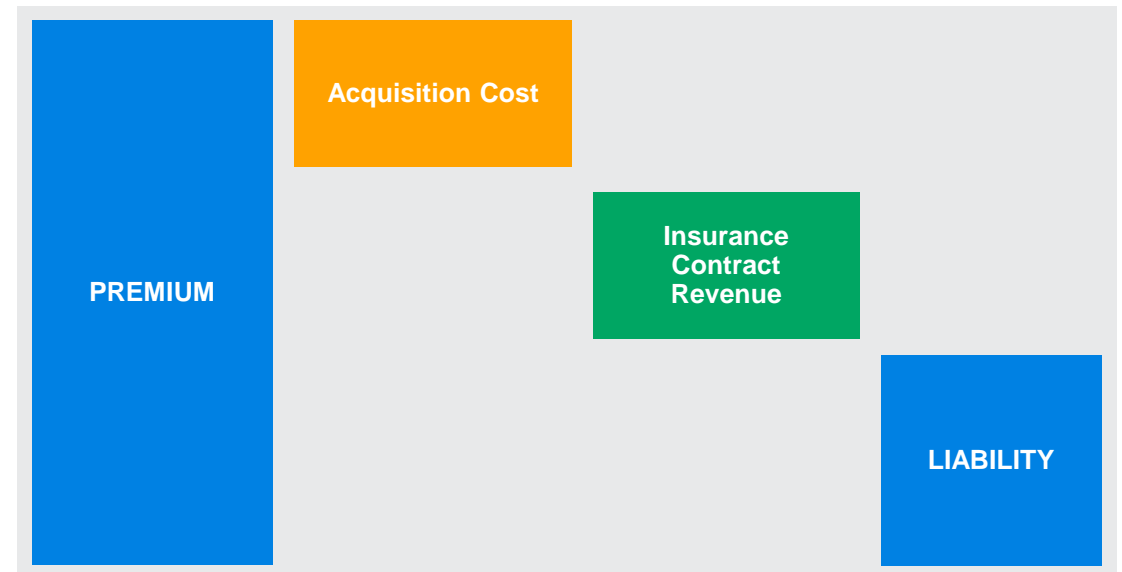 Acquisition Cost
Insurance
Contract
Revenue
PREMIUM
LIABILITY